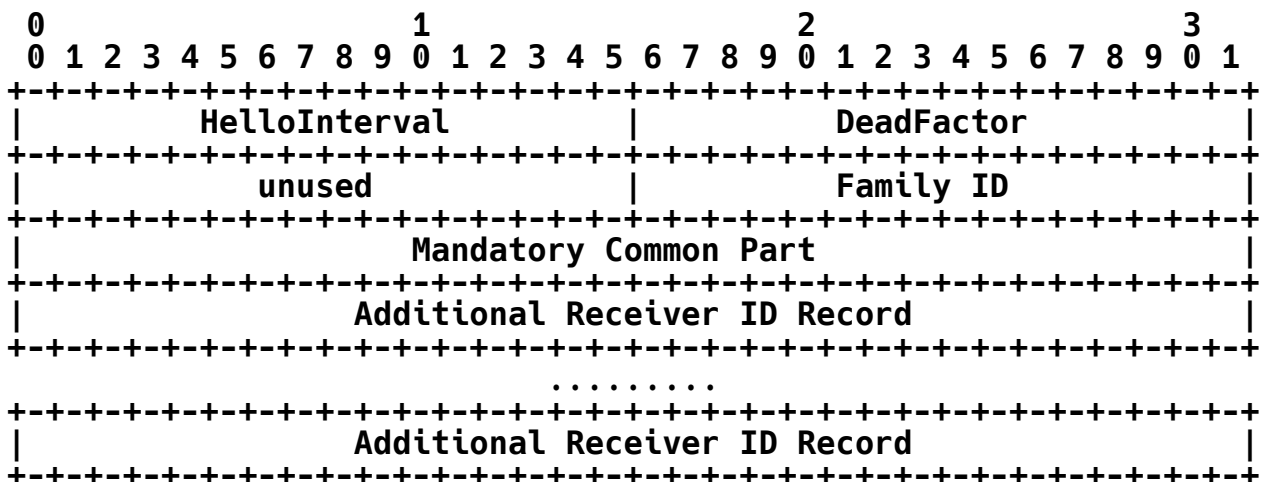 0                   1                   2                   3
 0 1 2 3 4 5 6 7 8 9 0 1 2 3 4 5 6 7 8 9 0 1 2 3 4 5 6 7 8 9 0 1
+-+-+-+-+-+-+-+-+-+-+-+-+-+-+-+-+-+-+-+-+-+-+-+-+-+-+-+-+-+-+-+-+
|         HelloInterval         |          DeadFactor           |
+-+-+-+-+-+-+-+-+-+-+-+-+-+-+-+-+-+-+-+-+-+-+-+-+-+-+-+-+-+-+-+-+
|            unused             |          Family ID            |
+-+-+-+-+-+-+-+-+-+-+-+-+-+-+-+-+-+-+-+-+-+-+-+-+-+-+-+-+-+-+-+-+
|                    Mandatory Common Part                      |
+-+-+-+-+-+-+-+-+-+-+-+-+-+-+-+-+-+-+-+-+-+-+-+-+-+-+-+-+-+-+-+-+
|                 Additional Receiver ID Record                 |
+-+-+-+-+-+-+-+-+-+-+-+-+-+-+-+-+-+-+-+-+-+-+-+-+-+-+-+-+-+-+-+-+
                            .........
+-+-+-+-+-+-+-+-+-+-+-+-+-+-+-+-+-+-+-+-+-+-+-+-+-+-+-+-+-+-+-+-+
|                 Additional Receiver ID Record                 |
+-+-+-+-+-+-+-+-+-+-+-+-+-+-+-+-+-+-+-+-+-+-+-+-+-+-+-+-+-+-+-+-+